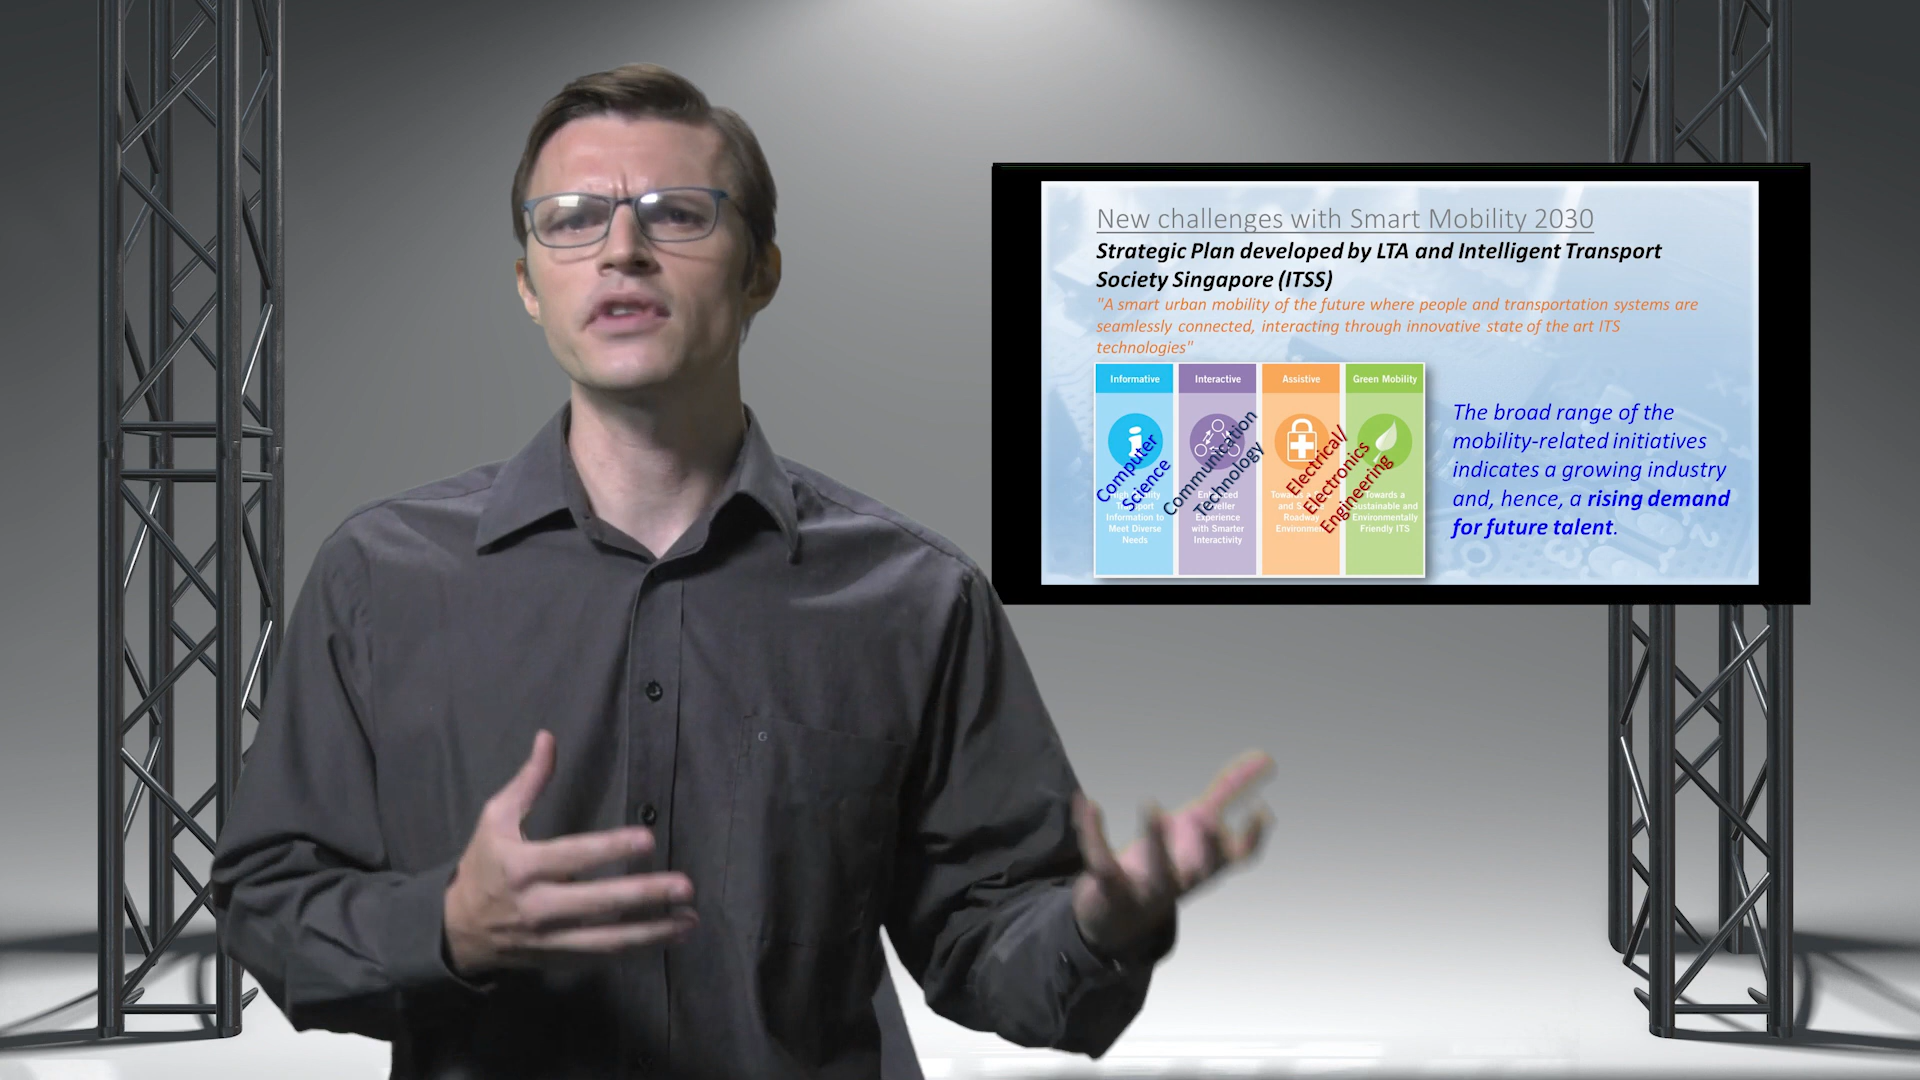 New challenges with Smart Mobility 2030
Strategic Plan developed by LTA and Intelligent Transport
Society Singapore (ITSS)
"A smart urban mobility of the future where people and transportation systems are
seamlessly connected, interacting through innovative state of the art ITS
technologies"
Informative
Computer
Science
Transport
Information to
Meet Diverse
Needs
Interactive
Communication
Technology
Experience
with Smarter
Interactivity
Assistive
Electrical/
Electronics
Engineering
Green Mobility
Towards a
Sustainable and
Environmentally
Friendly ITS
The broad range of the
mobility-related initiatives
indicates a growing industry
and, hence, a rising demand
for future talent.
G